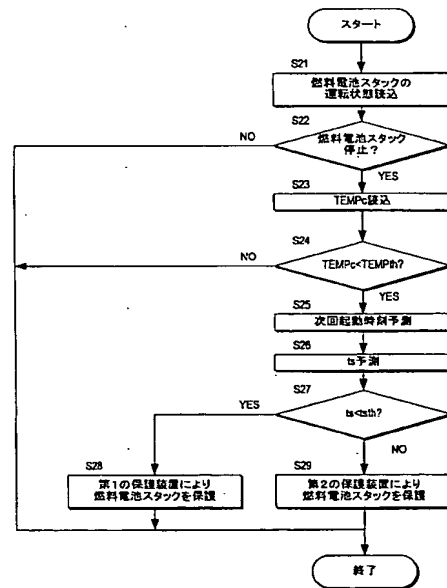 スタート
S21
燃料電池スタックの
運転状態読込
S22
NO
燃料電池スタック
停止？
YES
S23
TEMPc読込
S24
NO
TEMPc<TEMPth?
YES
S25
次回起動時刻予測
S26
ts予測
S27
YES
ts<tsth?
NO
S28
第1の保護装置により
燃料電池スタックを保護
S29
第2の保護装置により
燃料電池スタックを保護
終了